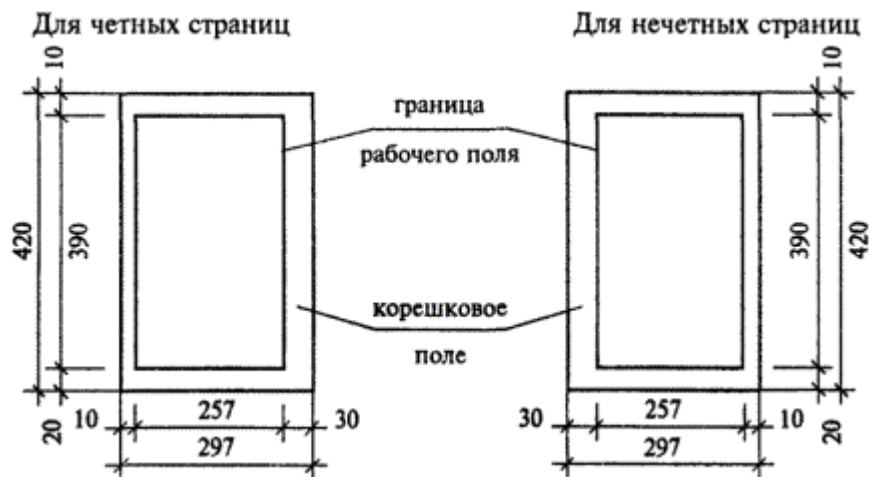 Для четных страниц
Для нечетных страниц
10
10
граница
рабочего поля
420
390
390
420
корешковое
поле
20
10
257
30
30
257
10
20
297
297